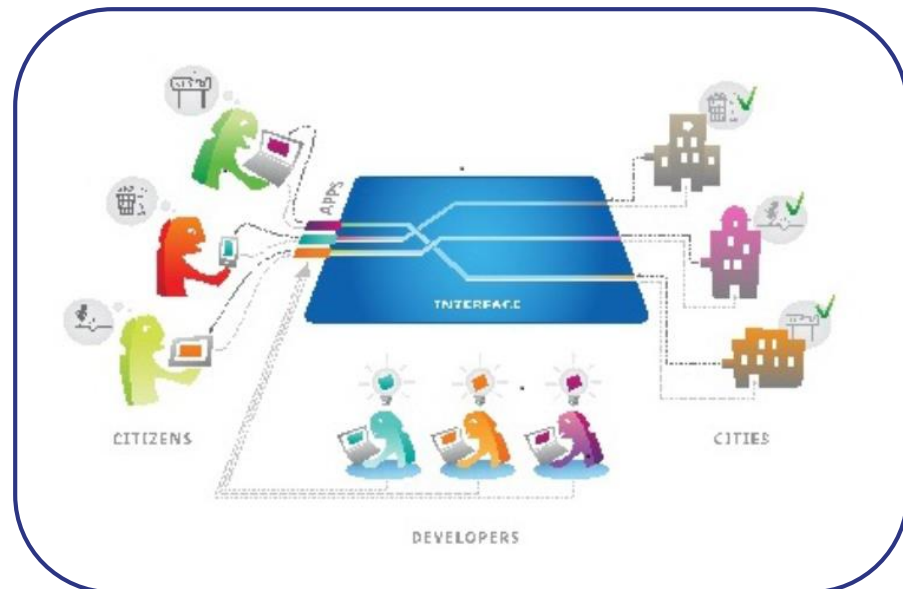 APPS
INTERFACE
CITIZENS
CITIES
DEVELOPERS